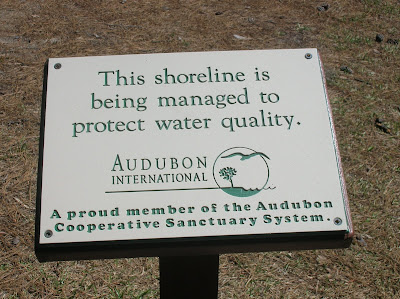 This shoreline is
being managed to
protect water quality.
AUDUBON
INTERNATIONAL
A proud member of the Audubon
Cooperative Sanctuary System.